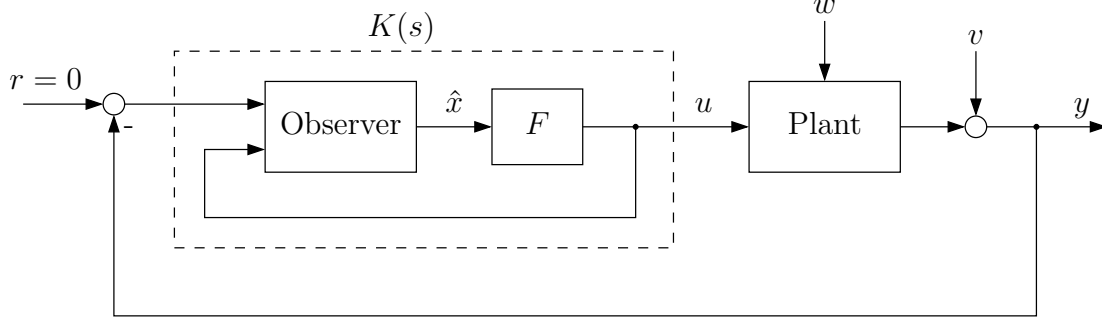 w
K(s)
v
r = 0
x̂
u
y
Observer
F
Plant
-